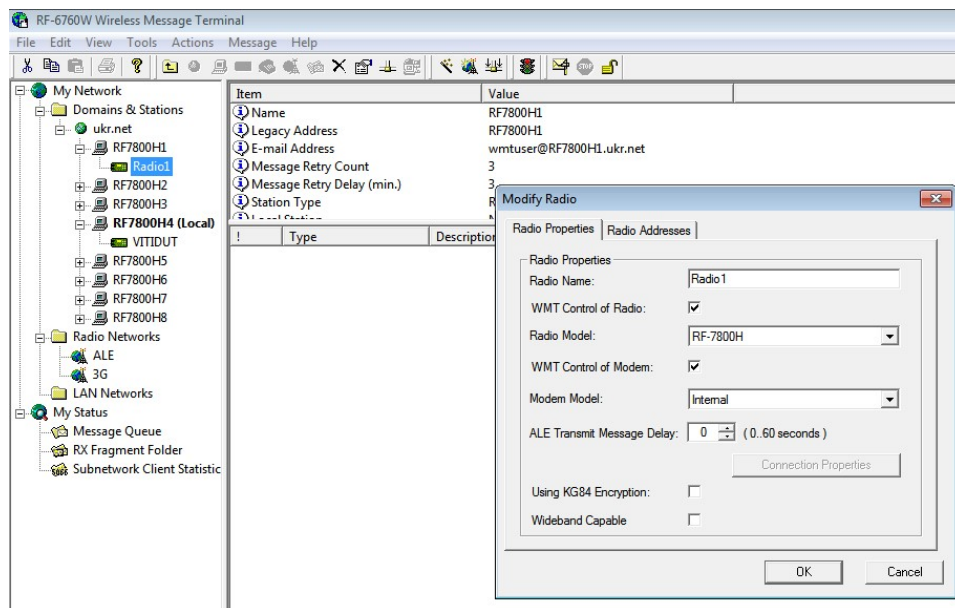 RF-6760W Wireless Message Terminal
File Edit View Tools Actions Message Help
My Network
Domains & Stations
ukr.net
RF7800H1
Radio1
RF7800H2
RF7800H3
RF7800H4 (Local)
VITIDUT
RF7800H5
RF7800H6
RF7800H7
RF7800H8
Radio Networks
ALE
3G
LAN Networks
My Status
Message Queue
RX Fragment Folder
Subnetwork Client Statistic
Item Value
Name RF7800H1
Legacy Address RF7800H1
E-mail Address wmtuser@RF7800H1.ukr.net
Message Retry Count 3
Message Retry Delay (min.) 3
Station Type R
! Type Description
Modify Radio
Radio Properties Radio Addresses
Radio Properties
Radio Name: Radio1
WMT Control of Radio:
Radio Model: RF-7800H
WMT Control of Modem:
Modem Model: Internal
ALE Transmit Message Delay: 0 ( 0..60 seconds )
Connection Properties
Using KG84 Encryption:
Wideband Capable
OK Cancel